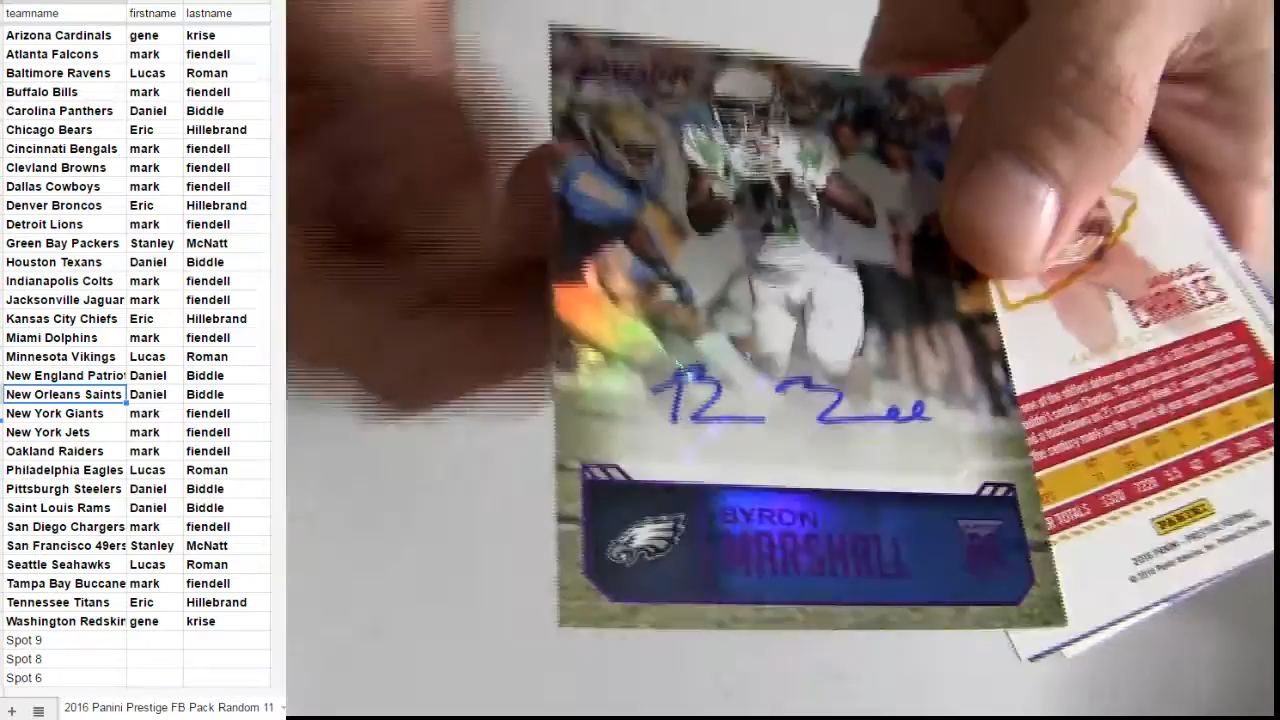 teamname firstname lastname
Arizona Cardinals gene krise
Atlanta Falcons mark fiendell
Baltimore Ravens Lucas Roman
Buffalo Bills mark fiendell
Carolina Panthers Daniel Biddle
Chicago Bears Eric Hillebrand
Cincinnati Bengals mark fiendell
Clevland Browns mark fiendell
Dallas Cowboys mark fiendell
Denver Broncos Eric Hillebrand
Detroit Lions mark fiendell
Green Bay Packers Stanley McNatt
Houston Texans Daniel Biddle
Indianapolis Colts mark fiendell
Jacksonville Jaguar mark fiendell
Kansas City Chiefs Eric Hillebrand
Miami Dolphins mark fiendell
Minnesota Vikings Lucas Roman
New England Patriot Daniel Biddle
New Orleans Saints Daniel Biddle
New York Giants mark fiendell
New York Jets mark fiendell
Oakland Raiders mark fiendell
Philadelphia Eagles Lucas Roman
Pittsburgh Steelers Daniel Biddle
Saint Louis Rams Daniel Biddle
San Diego Chargers mark fiendell
San Francisco 49ers Stanley McNatt
Seattle Seahawks Lucas Roman
Tampa Bay Buccane mark fiendell
Tennessee Titans Eric Hillebrand
Washington Redskin gene krise
Spot 9
Spot 8
Spot 6
2016 Panini Prestige FB Pack Random 11
BYRON
MARSHALL
CHARLES
TOTALS 1320 7220 5.5
PANINI